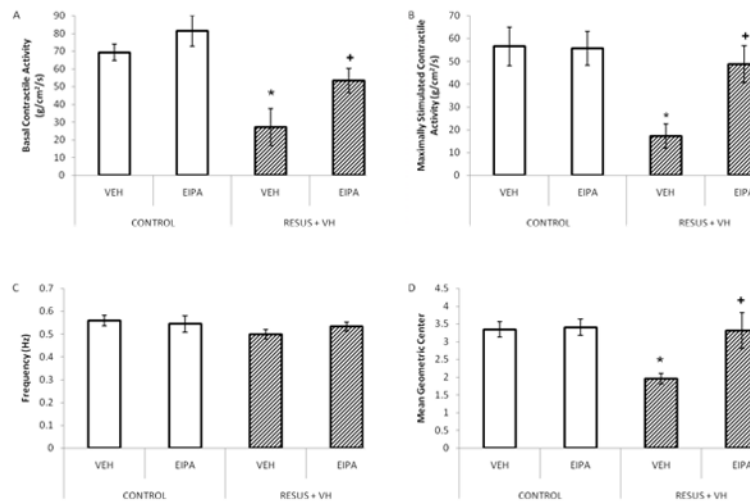 A
Basal Contractile Activity
(g/cm²/s)
90
80
70
60
50
40
30
20
10
0
*
+
VEH
EIPA
VEH
EIPA
CONTROL
RESUS + VH
B
Maximally Stimulated Contractile
Activity (g/cm²/s)
70
60
50
40
30
20
10
0
*
+
VEH
EIPA
VEH
EIPA
CONTROL
RESUS + VH
C
Frequency (Hz)
0.7
0.6
0.5
0.4
0.3
0.2
0.1
0
VEH
EIPA
VEH
EIPA
CONTROL
RESUS + VH
D
Mean Geometric Center
4.5
4
3.5
3
2.5
2
1.5
1
0.5
0
*
+
VEH
EIPA
VEH
EIPA
CONTROL
RESUS + VH